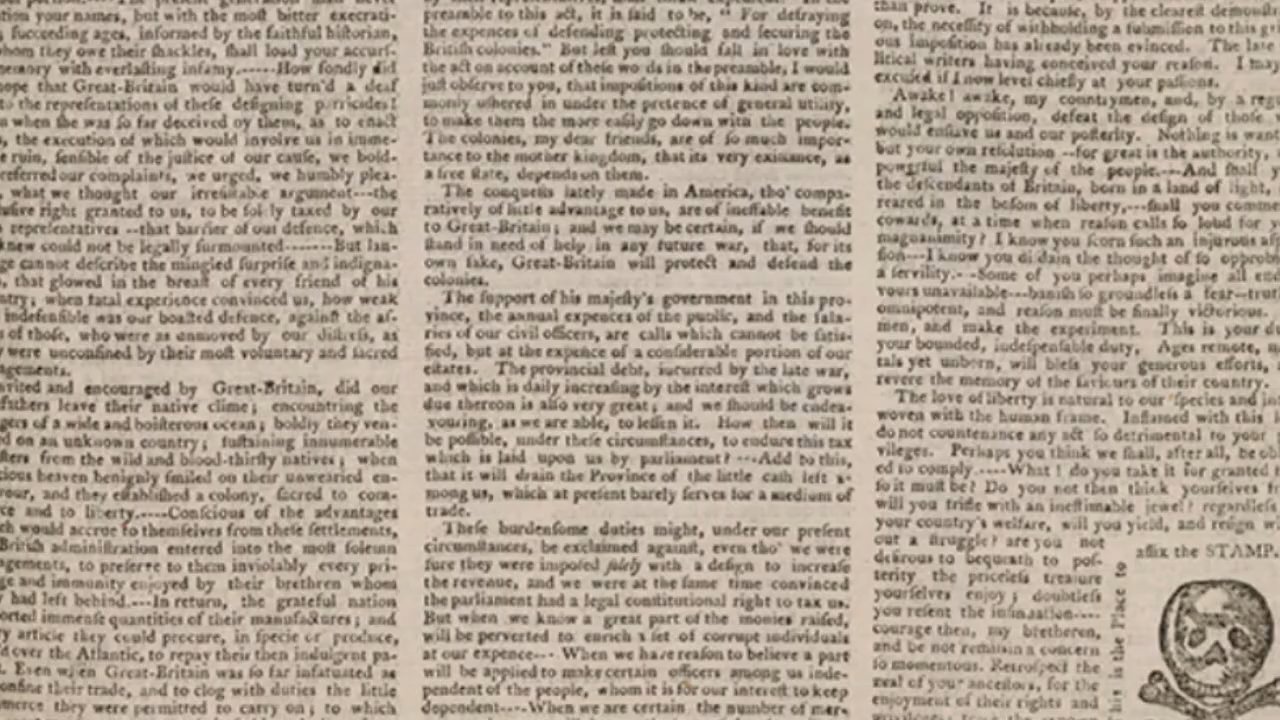 tion your names, but with the most bitter execrati-
succeeding ages, informed by the faithful historian,
whom they owe their shackles, shall load your accurs-
memory with everlasting infamy.-----How fondly did
hope that Great-Britain would have turn'd a deaf
to the representations of these designing parricides!
when she was so far deceived by them, as to enact
, the execution of which would involve us in imme-
ruin, sensible of the justice of our cause, we bold-
referred our complaints, we urged, we humbly plea-
what we thought our irresistable argument---the
usive right granted to us, to be solely taxed by our
representatives --that barrier of our defence, which
knew could not be legally surmounted-------But lan-
ge cannot describe the mingled surprise and indigna-
, that glowed in the breast of every friend of his
ntry; when fatal experience convinced us, how weak
indefensible was our boasted defence, against the as-
of those, who were as unmoved by our distress, as
were unconfined by their most voluntary and sacred
agements.
nvited and encouraged by Great-Britain, did our
fathers leave their native clime; encountring the
gers of a wide and boisterous ocean; boldly they ven-
d on an unknown country; sustaining innumerable
sters from the wild and blood-thirsty natives; when
cious heaven benignly smiled on their unwearied en-
vour, and they established a colony, sacred to com-
ce and to liberty.----Conscious of the advantages
ch would accrue to themselves from these settlements,
British administration entered into the most solemn
agements, to preserve to them inviolably every pri-
ge and immunity enjoyed by their brethren whom
had left behind.---In return, the grateful nation
orted immense quantities of their manufactures; and
ry article they could procure, in specie or produce,
d over the Atlantic, to repay their then indulgent pa-
. Even when Great-Britain was so far infatuated as
onfine their trade, and to clog with duties the little
mmerce they were permitted to carry on; to which
preamble to this act, it is said to be, " For defraying
the expences of defending protecting and securing the
British colonies." But lest you should fall in love with
the act on account of these words in the preamble, I would
just observe to you, that impositions of this kind are com-
monly ushered in under the pretence of general utility,
to make them the more easily go down with the people.
The colonies, my dear friends, are of so much impor-
tance to the mother kingdom, that its very existance, as
a free state, depends on them.
The conquests lately made in America, tho' compa-
ratively of little advantage to us, are of ineffable benefit
to Great-Britain; and we may be certain, if we should
stand in need of help in any future war, that, for its
own sake, Great-Britain will protect and defend the
colonies.
The support of his majesty's government in this pro-
vince, the annual expences of the public, and the sala-
ries of our civil officers, are calls which cannot be satis-
fied, but at the expence of a considerable portion of our
estates. The provincial debt, incurred by the late war,
and which is daily increasing by the interest which grows
due thereon is also very great; and we should be endea-
vouring, as we are able, to lessen it. How then will it
be possible, under these circumstances, to endure this tax
which is laid upon us by parliament? ---Add to this,
that it will drain the Province of the little cash left a-
mong us, which at present barely serves for a medium of
trade.
These burdensome duties might, under our present
circumstances, be exclaimed against, even tho' we were
sure they were imposed solely with a design to increase
the revenue, and we were at the same time convinced
the parliament had a legal constitutional right to tax us.
But when we know a great part of the monies raised,
will be perverted to enrich a set of corrupt individuals
at our expence--- When we have reason to believe a part
will be applied to make certain officers among us inde-
pendent of the people, whom it is for our interest to keep
dependent----When we are certain the number of mer-
than prove. It is because, by the clearest demonstr
on, the necessity of withholding a submission to this gr
ous imposition has already been evinced. The late
litical writers having conceived your reason. I may
excused if I now level chiefly at your passions.
Awake! awake, my countrymen, and, by a reg
and legal opposition, defeat the design of those
would enslave us and our posterity. Nothing is want
but your own resolution --for great is the authority,
powerful the majesty of the people.---And shall y
the descendants of Britain, born in a land of light,
reared in the bosom of liberty,---shall you comme
cowards, at a time when reason calls so loud for
magnanimity? I know you scorn such an injurous as
sion---I know you disdain the thought of so opprob
a servility.- -Some of you perhaps imagine all en
vours unavailable---banish so groundless a fear--trut
omnipotent, and reason must be finally victorious.
men, and make the experiment. This is your d
your bounded, indespensable duty. Ages remote, m
tals yet unborn, will bless your generous efforts,
revere the memory of the saviours of their country.
The love of liberty is natural to our species and in
woven with the human frame. Inflamed with this
do not countenance any act so detrimental to your
vileges. Perhaps you think we shall, after all, be ob
ed to comply.----What! do you take it for granted
so it must be? Do you not then think yourselves fr
will you trifle with an inestimable jewel? regardless
your country's welfare, will you yield, and resign w
out a struggle? are you not
desirous to bequeath to pos-
terity the priceless treasure
yourselves enjoy; doubtless
you resent the insinuation----
courage then, my bretheren,
and be not remiss in a concern
so momentous. Retrospect the
zeal of your ancestors, for the
enjoyment of their rights and
his is the Place to
affix the STAMP